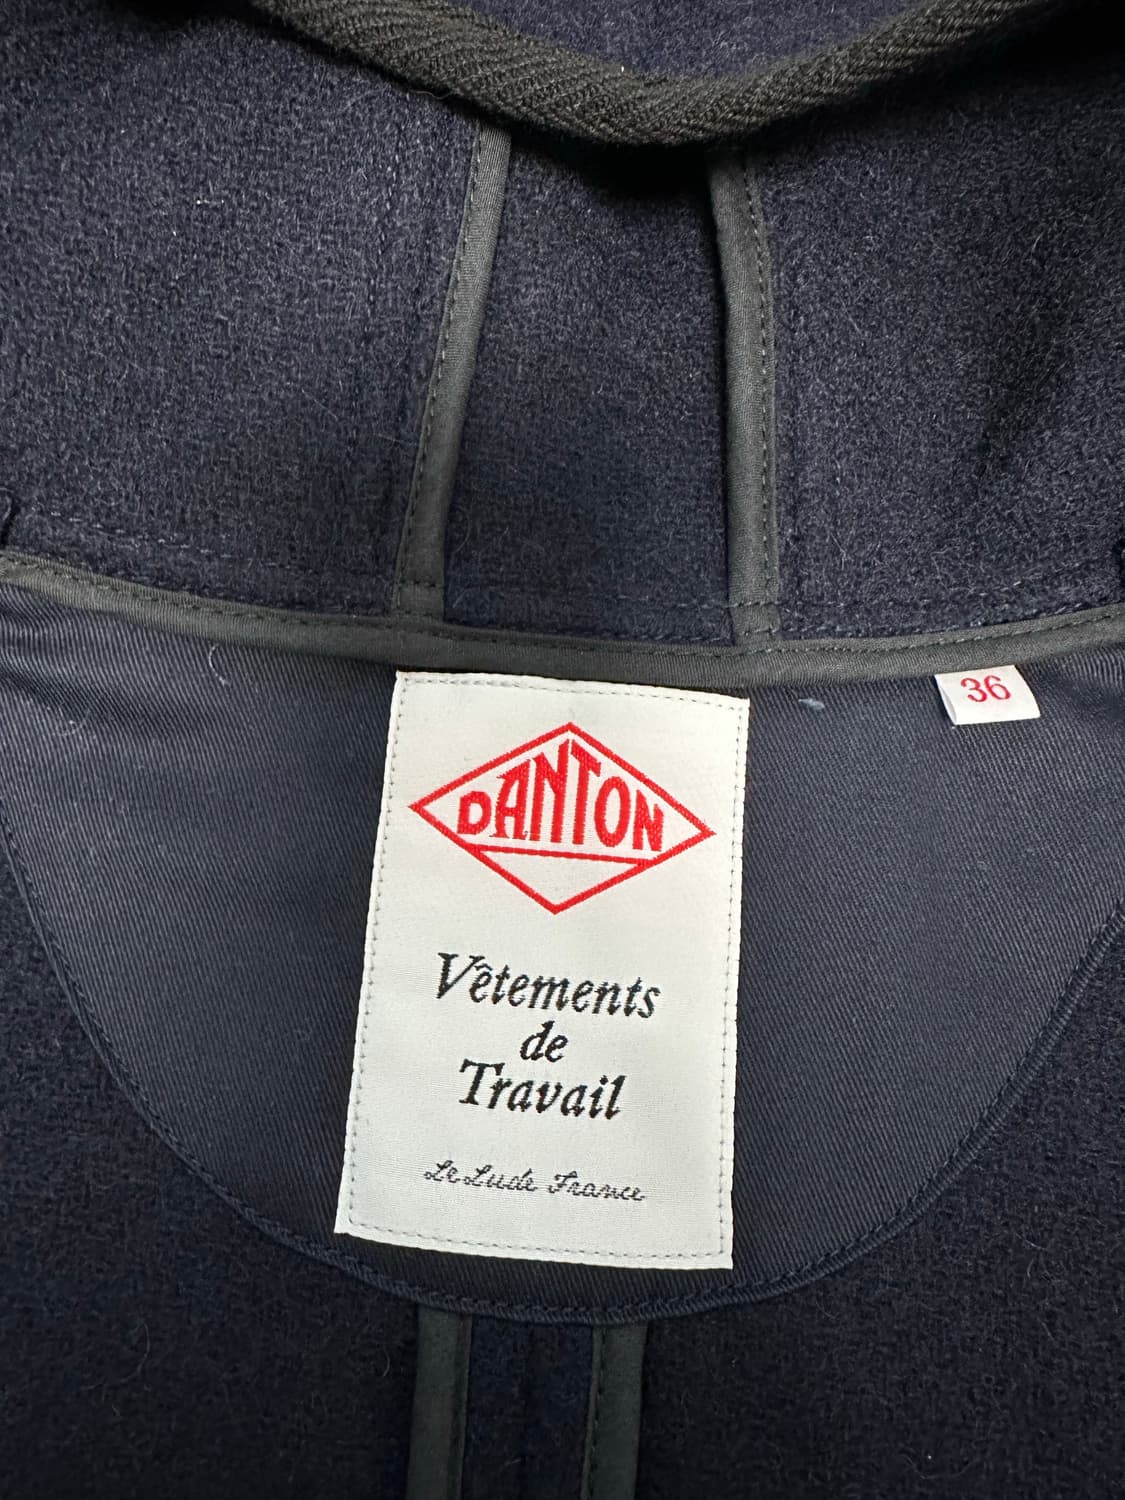 36
DANTON
Vêtements
de
Travail
Le Lude France